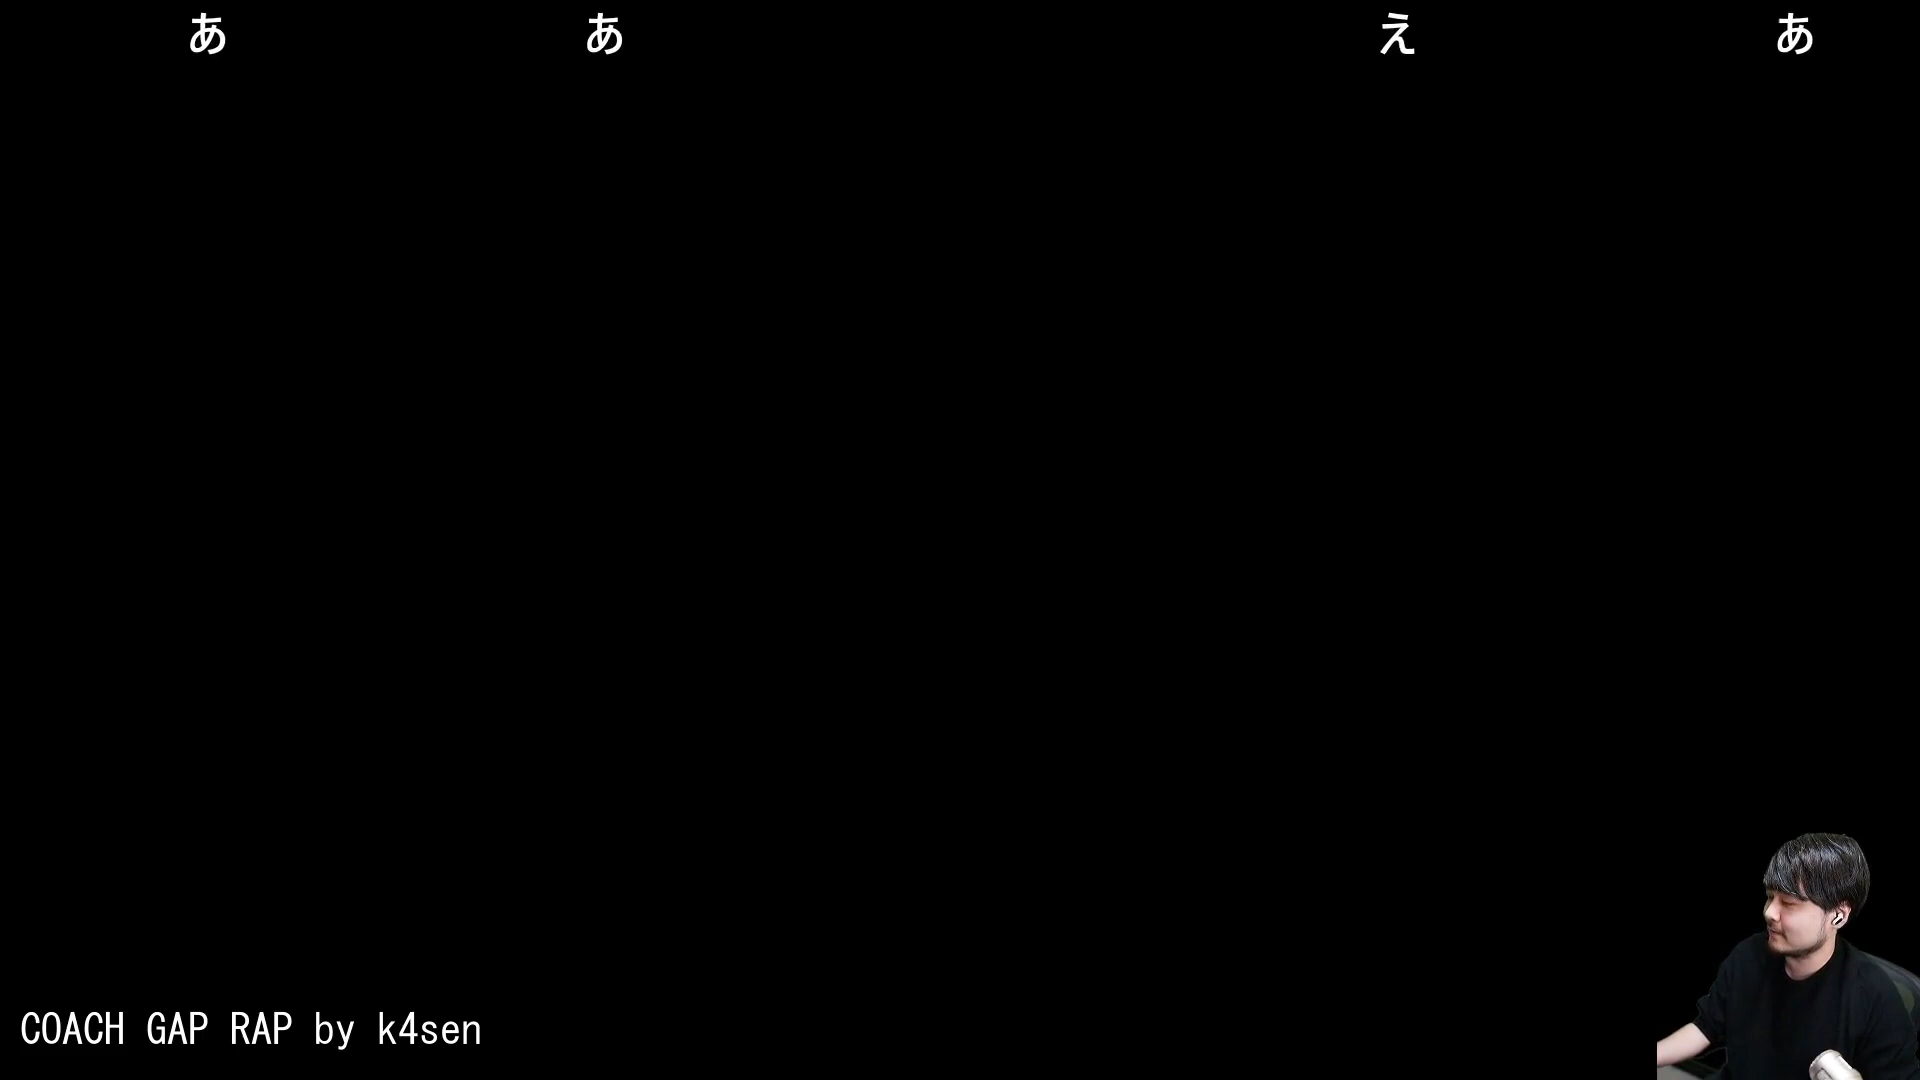 あ あ え あ
COACH GAP RAP by k4sen